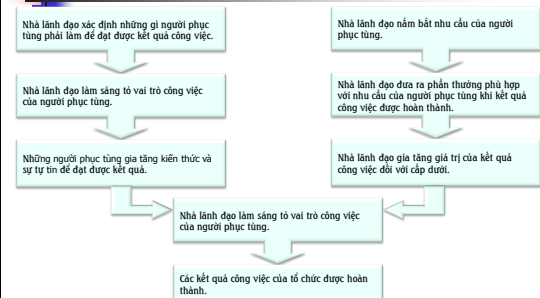 Nhà lãnh đạo xác định những gì người phục
tùng phải làm để đạt được kết quả công việc.
Nhà lãnh đạo làm sáng tỏ vai trò công việc
của người phục tùng.
Những người phục tùng gia tăng kiến thức và
sự tự tin để đạt được kết quả.
Nhà lãnh đạo nắm bắt nhu cầu của người
phục tùng.
Nhà lãnh đạo đưa ra phần thưởng phù hợp
với nhu cầu của người phục tùng khi kết quả
công việc được hoàn thành.
Nhà lãnh đạo gia tăng giá trị của kết quả
công việc đối với cấp dưới.
Nhà lãnh đạo làm sáng tỏ vai trò công việc
của người phục tùng.
Các kết quả công việc của tổ chức được hoàn
thành.